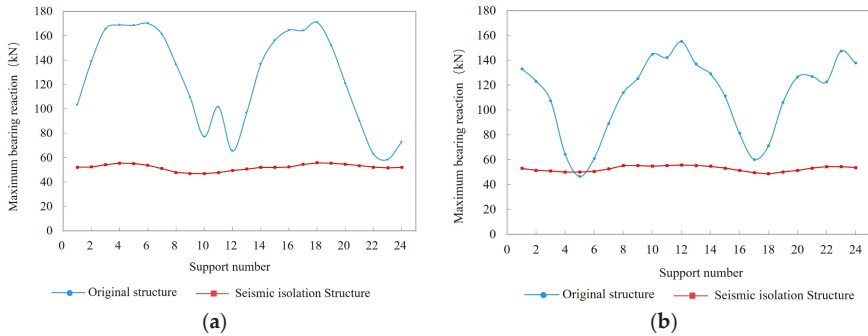 180
160
140
120
100
80
60
40
20
0
Maximum bearing reaction (kN)
0 2 4 6 8 10 12 14 16 18 20 22 24
Support number
Original structure Seismic isolation Structure
(a)
180
160
140
120
100
80
60
40
20
0
Maximum bearing reaction (kN)
0 2 4 6 8 10 12 14 16 18 20 22 24
Support number
Original structure Seismic isolation Structure
(b)